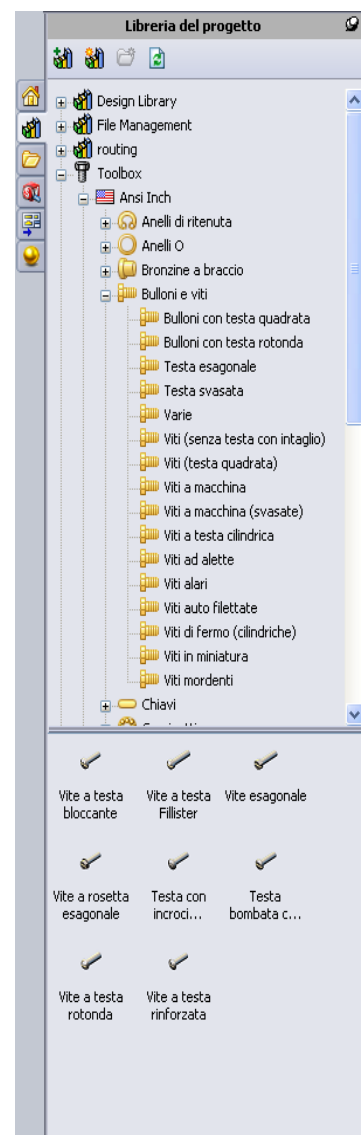 Libreria del progetto
Design Library
File Management
routing
Toolbox
Ansi Inch
Anelli di ritenuta
Anelli O
Bronzine a braccio
Bulloni e viti
Bulloni con testa quadrata
Bulloni con testa rotonda
Testa esagonale
Testa svasata
Varie
Viti (senza testa con intaglio)
Viti (testa quadrata)
Viti a macchina
Viti a macchina (svasate)
Viti a testa cilindrica
Viti ad alette
Viti alari
Viti auto filettate
Viti di fermo (cilindriche)
Viti in miniatura
Viti mordenti
Chiavi
Vite a testa bloccante
Vite a testa Fillister
Vite esagonale
Vite a rosetta esagonale
Testa con incroci...
Testa bombata c...
Vite a testa rotonda
Vite a testa rinforzata